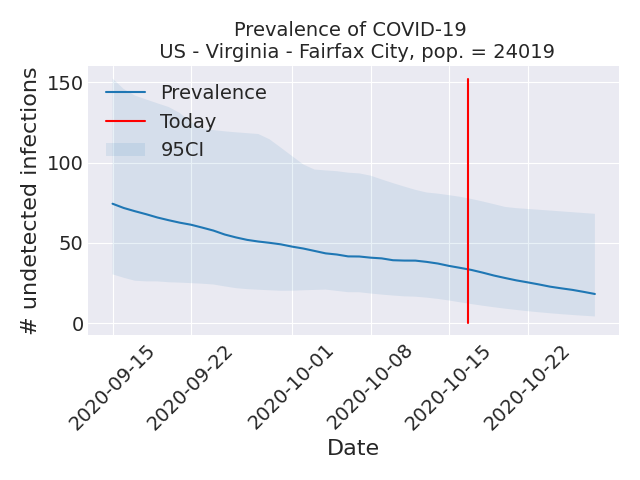 Prevalence of COVID-19
US - Virginia - Fairfax City, pop. = 24019
# undetected infections
150
100
50
0
Prevalence
Today
95CI
2020-09-15
2020-09-22
2020-10-01
2020-10-08
2020-10-15
2020-10-22
Date